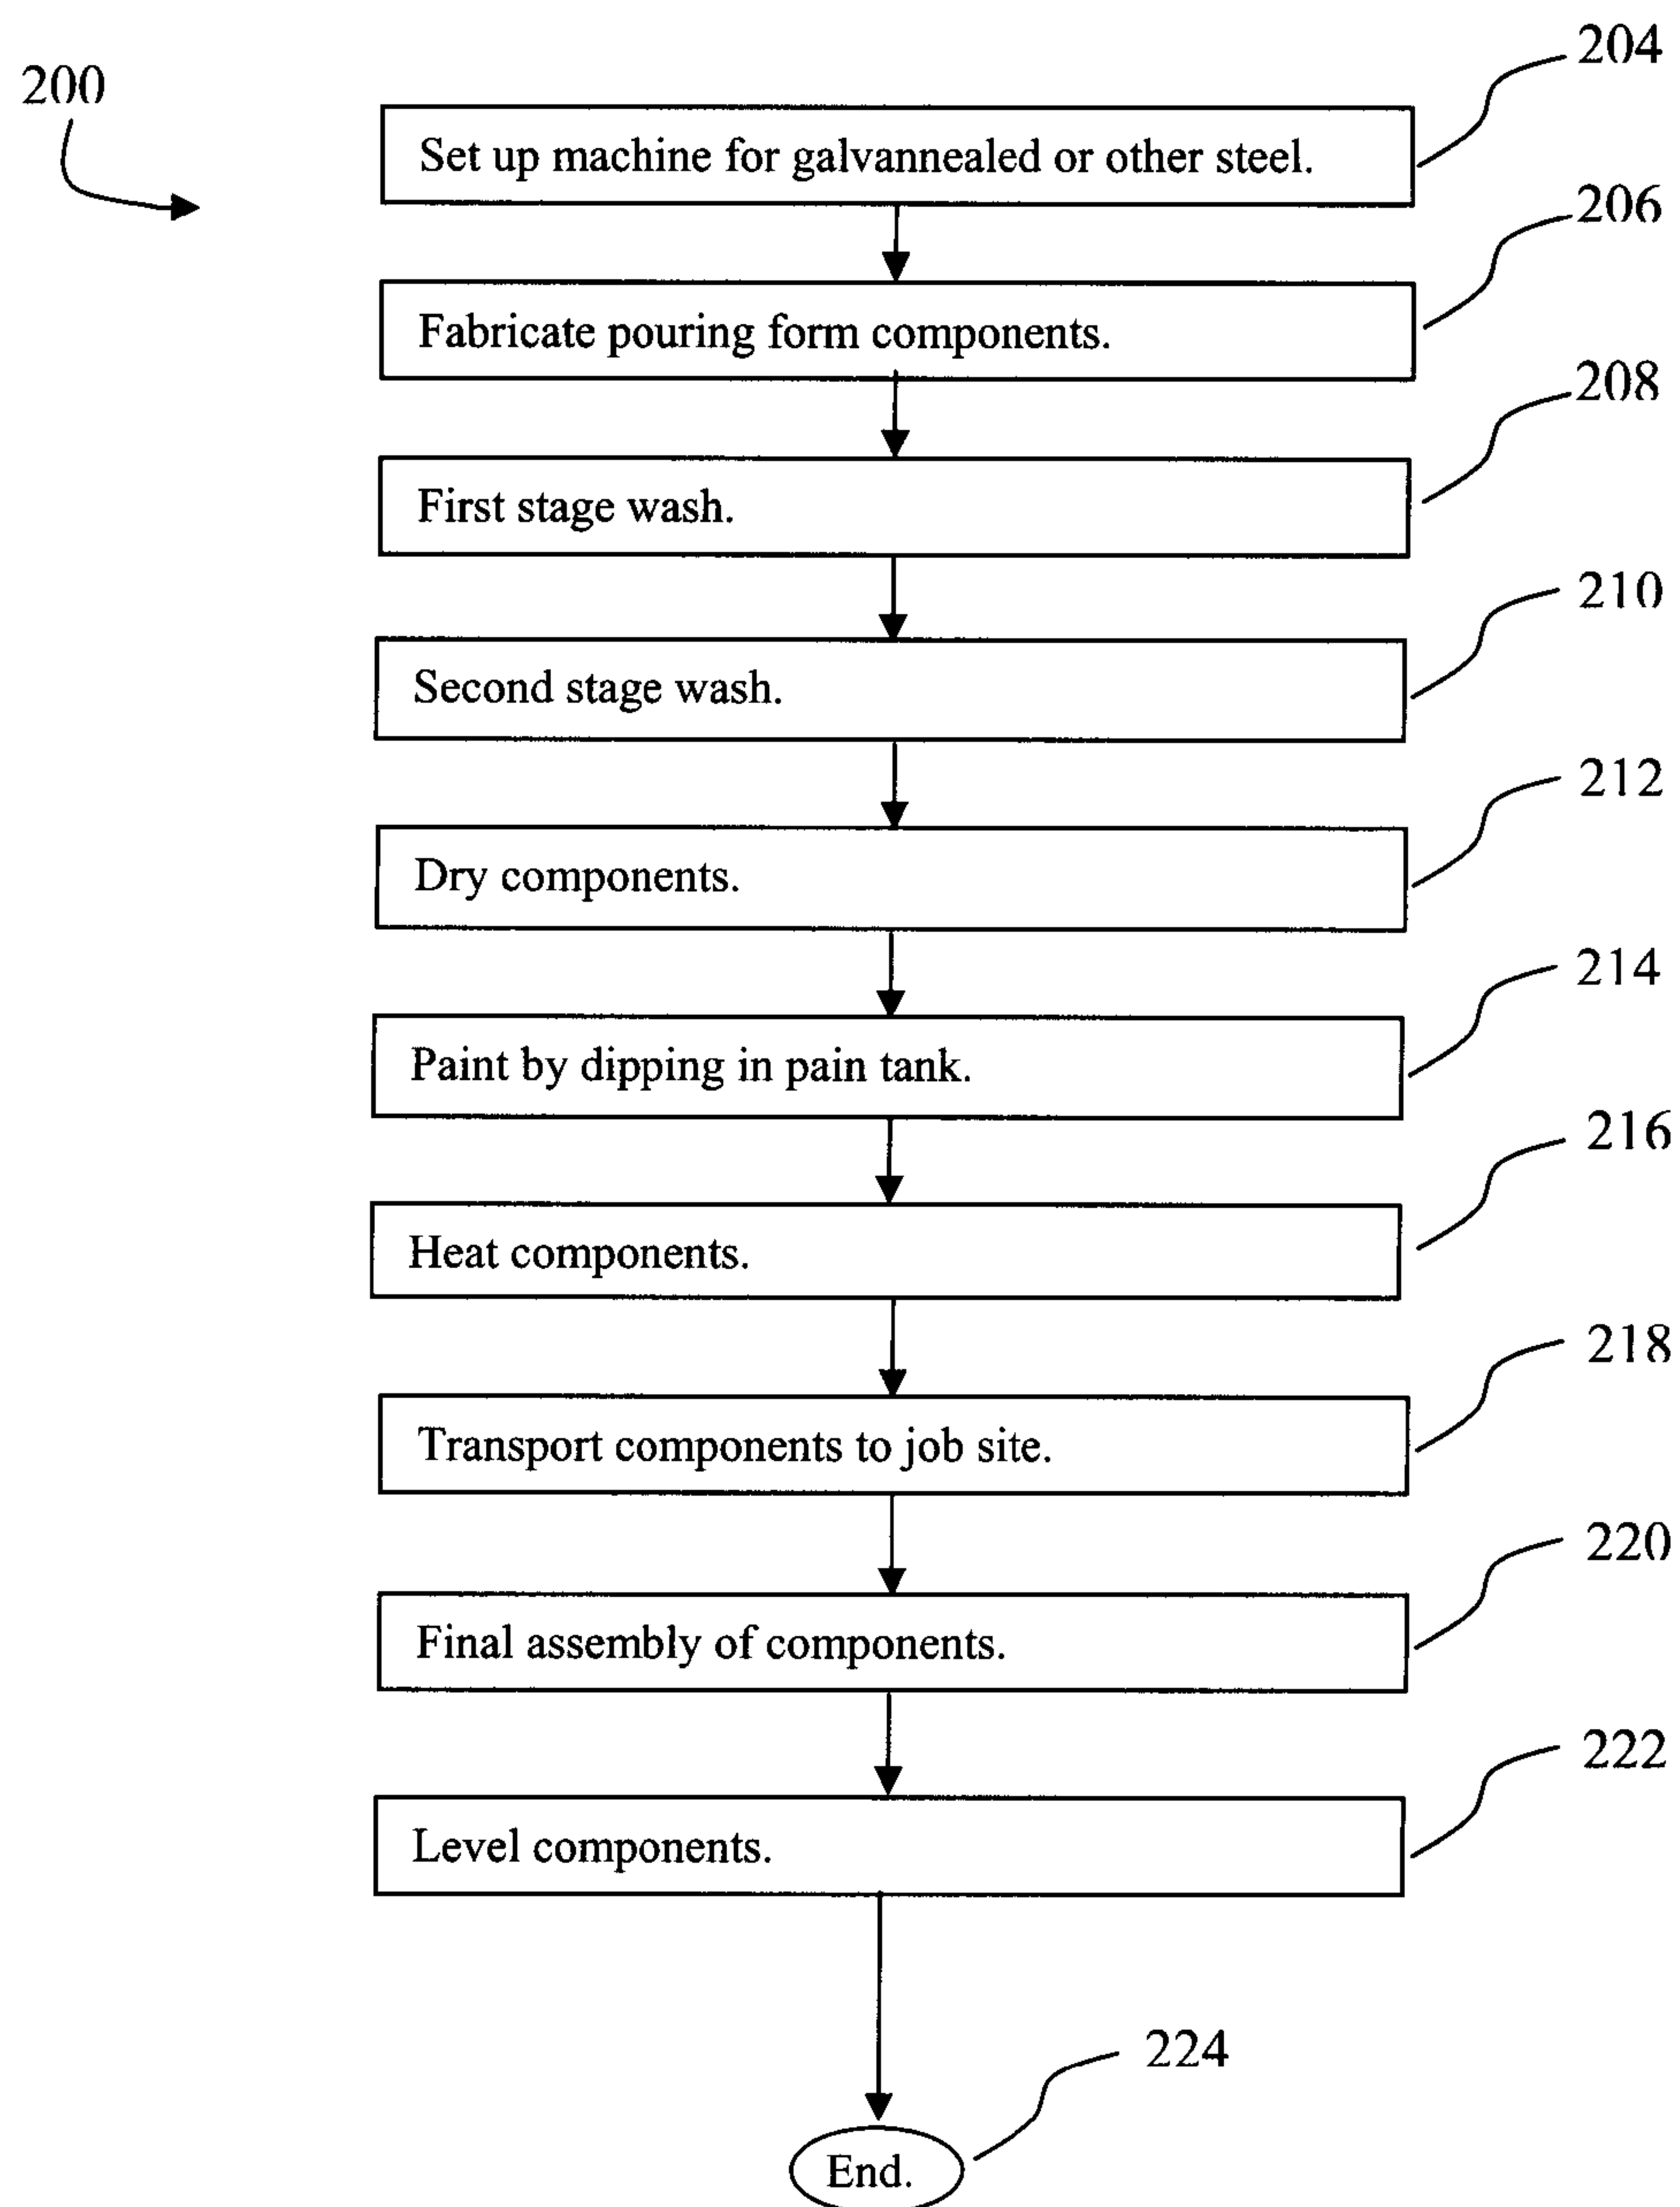 204
200
Set up machine for galvannealed or other steel.
206
Fabricate pouring form components.
208
First stage wash.
210
Second stage wash.
212
Dry components.
214
Paint by dipping in pain tank.
216
Heat components.
218
Transport components to job site.
220
Final assembly of components.
222
Level components.
224
End.